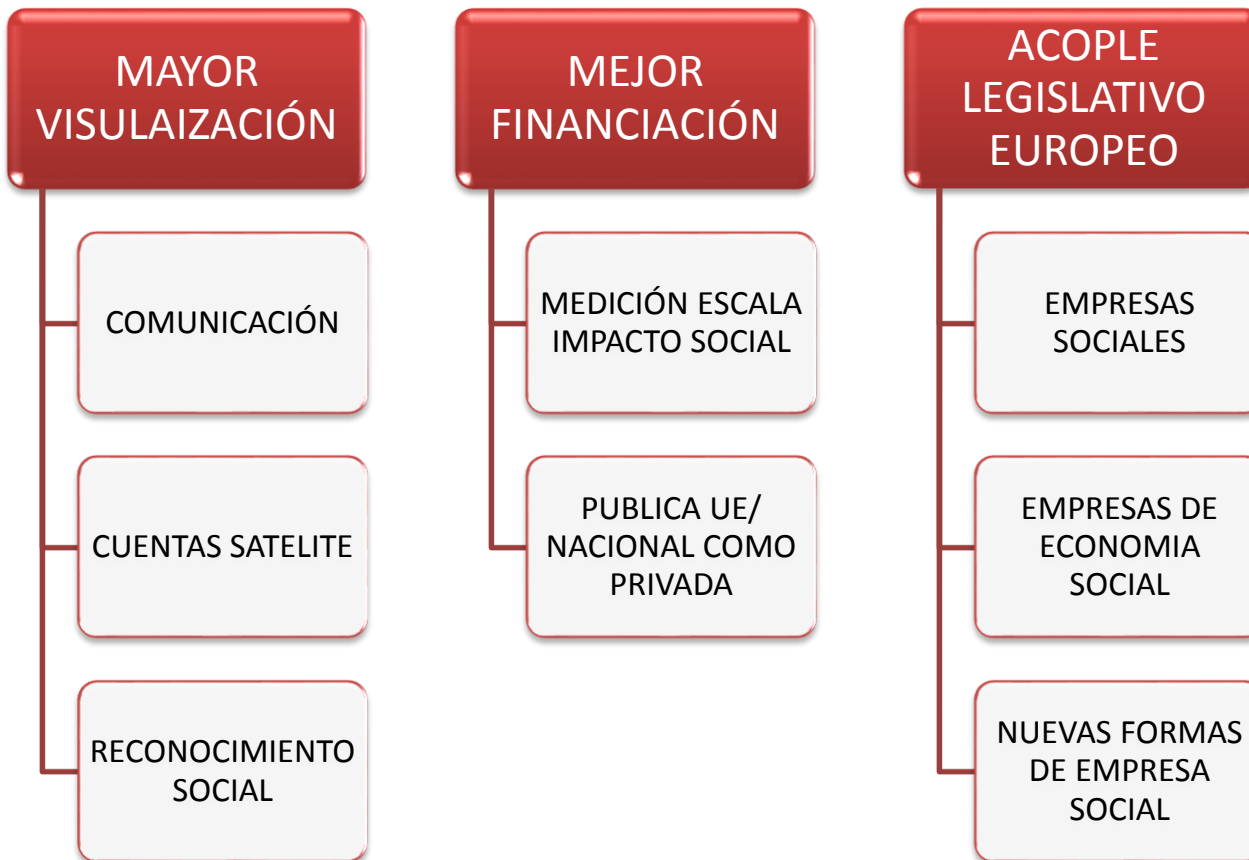 MAYOR
VISULAIZACIÓN
COMUNICACIÓN
CUENTAS SATELITE
RECONOCIMIENTO
SOCIAL
MEJOR
FINANCIACIÓN
MEDICIÓN ESCALA
IMPACTO SOCIAL
PUBLICA UE/
NACIONAL COMO
PRIVADA
ACOPLE
LEGISLATIVO
EUROPEO
EMPRESAS
SOCIALES
EMPRESAS DE
ECONOMIA
SOCIAL
NUEVAS FORMAS
DE EMPRESA
SOCIAL